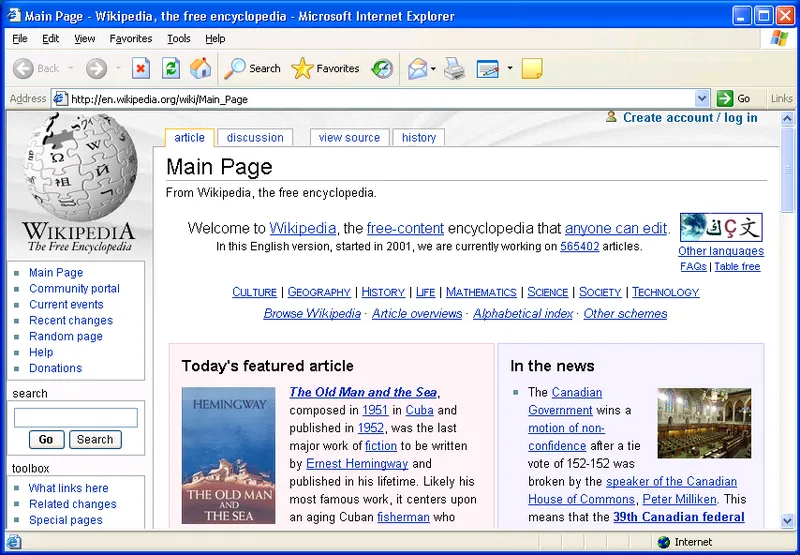 Main Page - Wikipedia, the free encyclopedia - Microsoft Internet Explorer
File Edit View Favorites Tools Help
Back Search Favorites
Address http://en.wikipedia.org/wiki/Main_Page Go Links
Create account / log in
article discussion view source history
Main Page
From Wikipedia, the free encyclopedia.
WIKIPEDIA
The Free Encyclopedia
Main Page
Community portal
Current events
Recent changes
Random page
Help
Donations
search
Go Search
toolbox
What links here
Related changes
Special pages
Welcome to Wikipedia, the free-content encyclopedia that anyone can edit.
In this English version, started in 2001, we are currently working on 565402 articles.
Other languages
FAQs | Table free
CULTURE | GEOGRAPHY | HISTORY | LIFE | MATHEMATICS | SCIENCE | SOCIETY | TECHNOLOGY
Browse Wikipedia · Article overviews · Alphabetical index · Other schemes
Today's featured article
HEMINGWAY
THE OLD MAN
AND
THE SEA
The Old Man and the Sea,
composed in 1951 in Cuba and
published in 1952, was the last
major work of fiction to be written
by Ernest Hemingway and
published in his lifetime. Likely his
most famous work, it centers upon
an aging Cuban fisherman who
In the news
The Canadian
Government wins a
motion of non-
confidence after a tie
vote of 152-152 was
broken by the speaker of the Canadian
House of Commons, Peter Milliken. This
means that the 39th Canadian federal
Internet